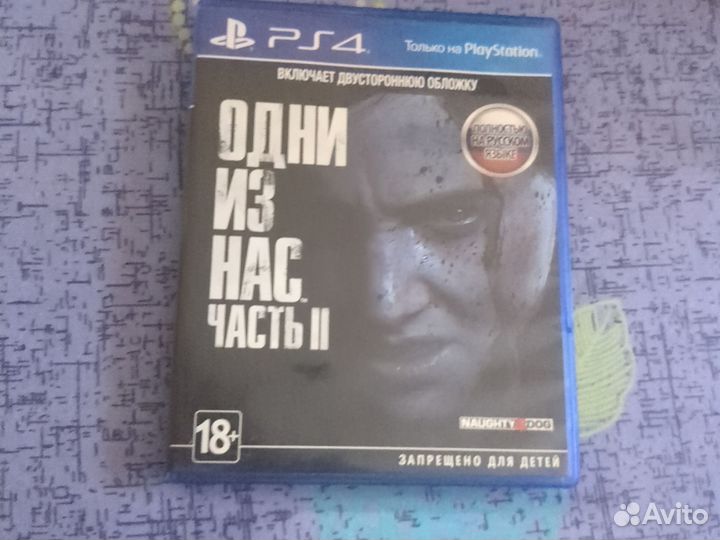 PS4
Только на PlayStation
ВКЛЮЧАЕТ ДВУСТОРОННЮЮ ОБЛОЖКУ
ОДНИ
ИЗ
НАС™
ЧАСТЬ II
ПОЛНОСТЬЮ
НА РУССКОМ
ЯЗЫКЕ
NAUGHTY DOG
18+
ЗАПРЕЩЕНО ДЛЯ ДЕТЕЙ
Avito